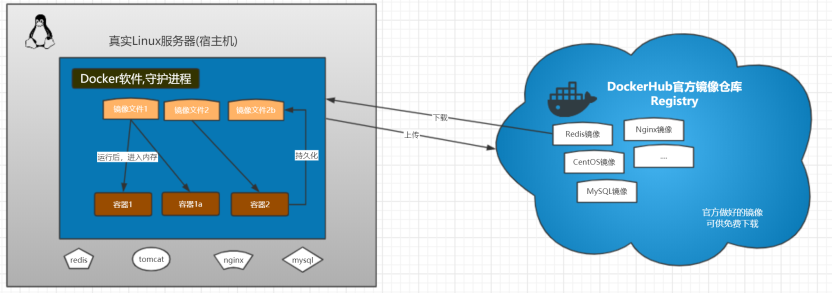 真实Linux服务器(宿主机)
Docker软件,守护进程
镜像文件1
镜像文件2
镜像文件2b
运行后，进入内存
持久化
容器1
容器1a
容器2
redis
tomcat
nginx
mysql
下载
上传
DockerHub官方镜像仓库
Registry
Redis镜像
Nginx镜像
CentOS镜像
....
MySQL镜像
官方做好的镜像
可供免费下载